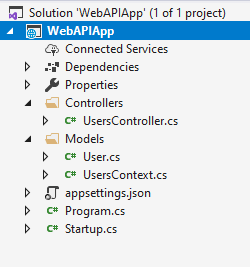 Solution 'WebAPIApp' (1 of 1 project)
WebAPIApp
Connected Services
Dependencies
Properties
Controllers
C# UsersController.cs
Models
C# User.cs
C# UsersContext.cs
appsettings.json
C# Program.cs
C# Startup.cs